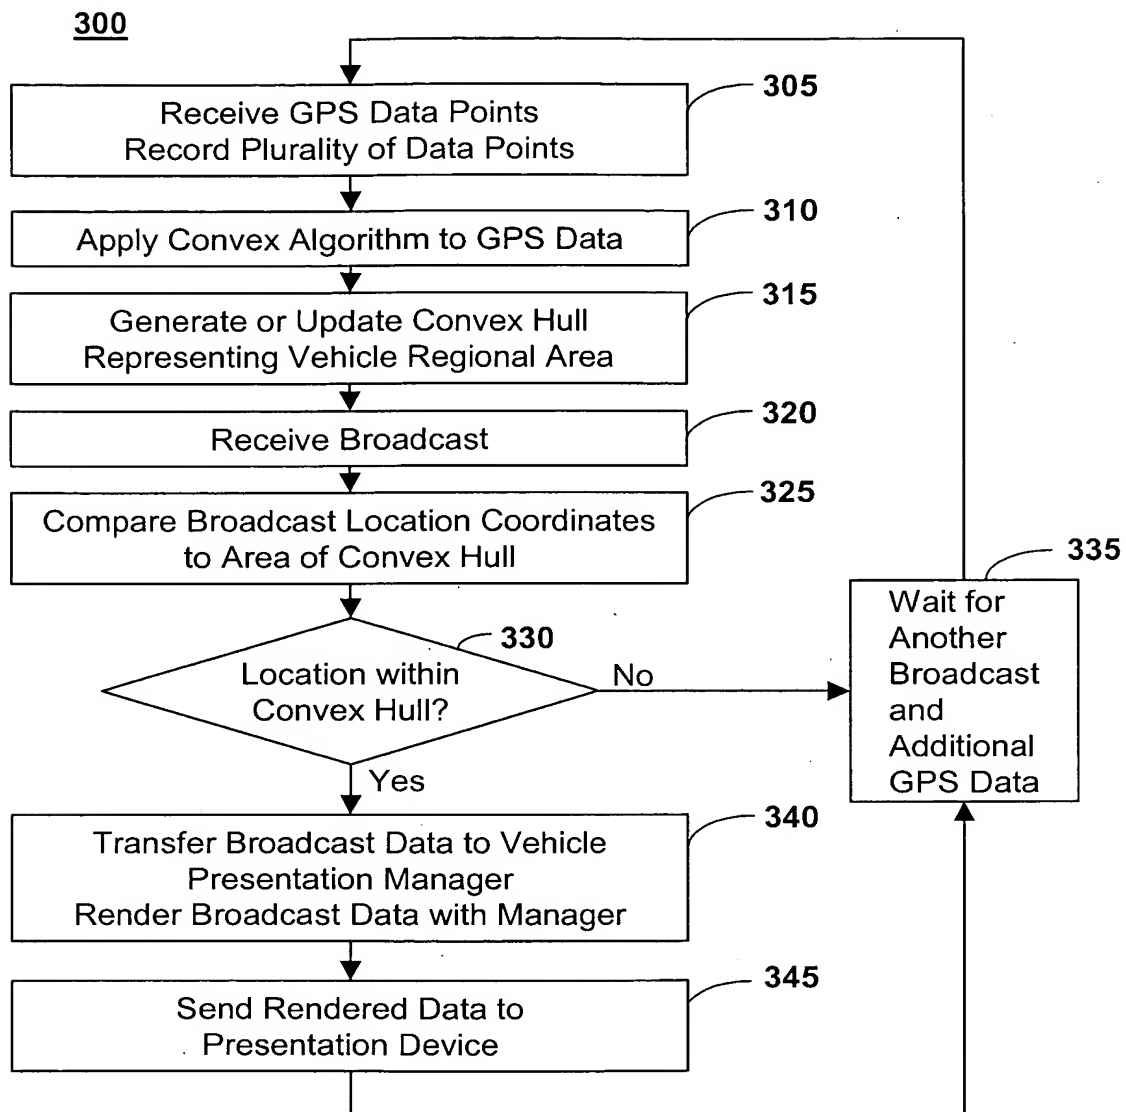 300
305
Receive GPS Data Points
Record Plurality of Data Points
310
Apply Convex Algorithm to GPS Data
315
Generate or Update Convex Hull
Representing Vehicle Regional Area
320
Receive Broadcast
325
Compare Broadcast Location Coordinates
to Area of Convex Hull
335
Wait for
Another
Broadcast
and
Additional
GPS Data
330
Location within
Convex Hull?
No
Yes
340
Transfer Broadcast Data to Vehicle
Presentation Manager
Render Broadcast Data with Manager
345
Send Rendered Data to
Presentation Device